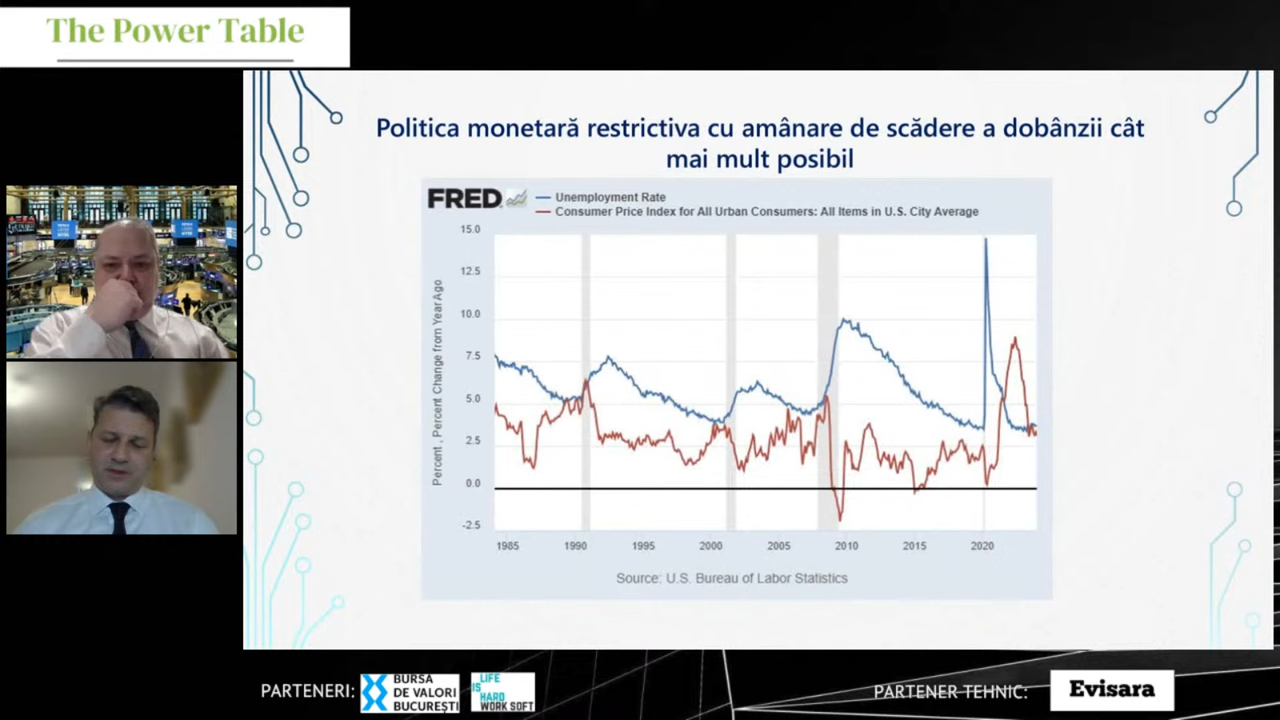 The Power Table
Politica monetară restrictiva cu amânare de scădere a dobânzii cât
mai mult posibil
FRED
Unemployment Rate
Consumer Price Index for All Urban Consumers: All Items in U.S. City Average
Percent , Percent Change from Year Ago
15.0
12.5
10.0
7.5
5.0
2.5
0.0
-2.5
1985 1990 1995 2000 2005 2010 2015 2020
Source: U.S. Bureau of Labor Statistics
PARTENERI:
BURSA
DE VALORI
BUCUREȘTI
LIFE
IS
HARD
WORK SOFT
PARTENER TEHNIC:
Evisara